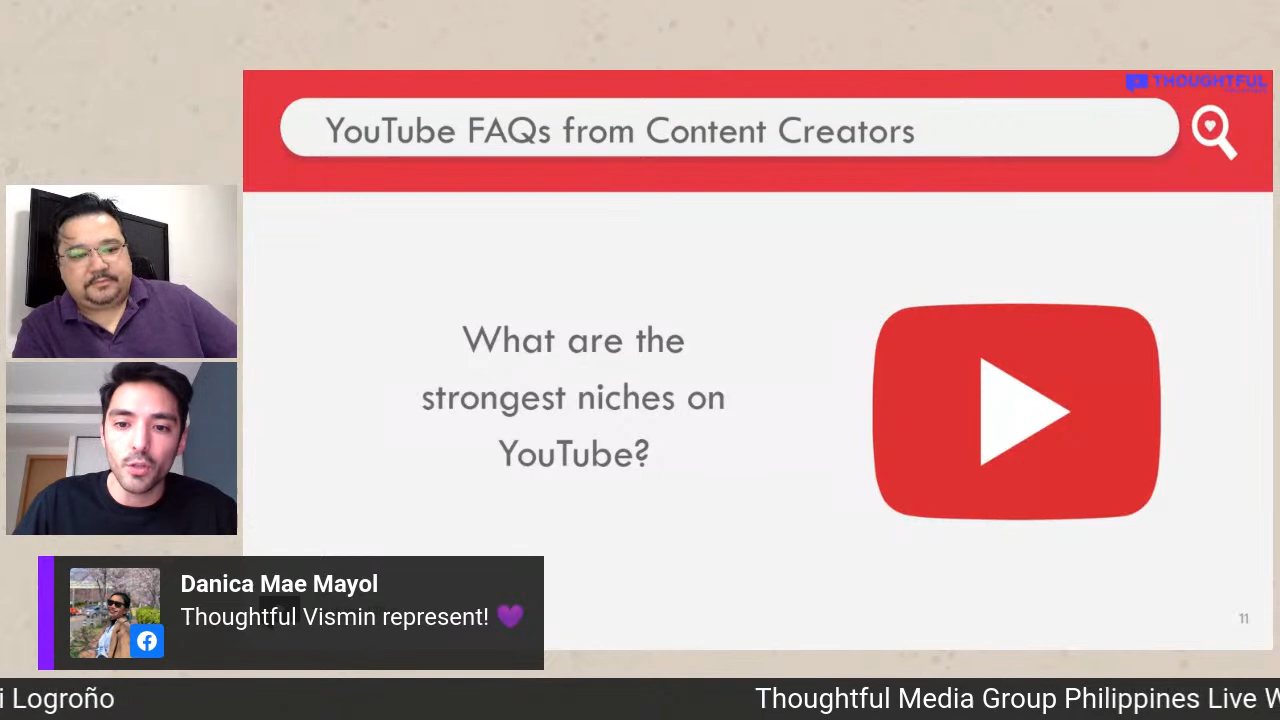 THOUGHTFUL
YouTube FAQs from Content Creators
What are the
strongest niches on
YouTube?
Danica Mae Mayol
Thoughtful Vismin represent! 💜
11
i Logroño
Thoughtful Media Group Philippines Live W